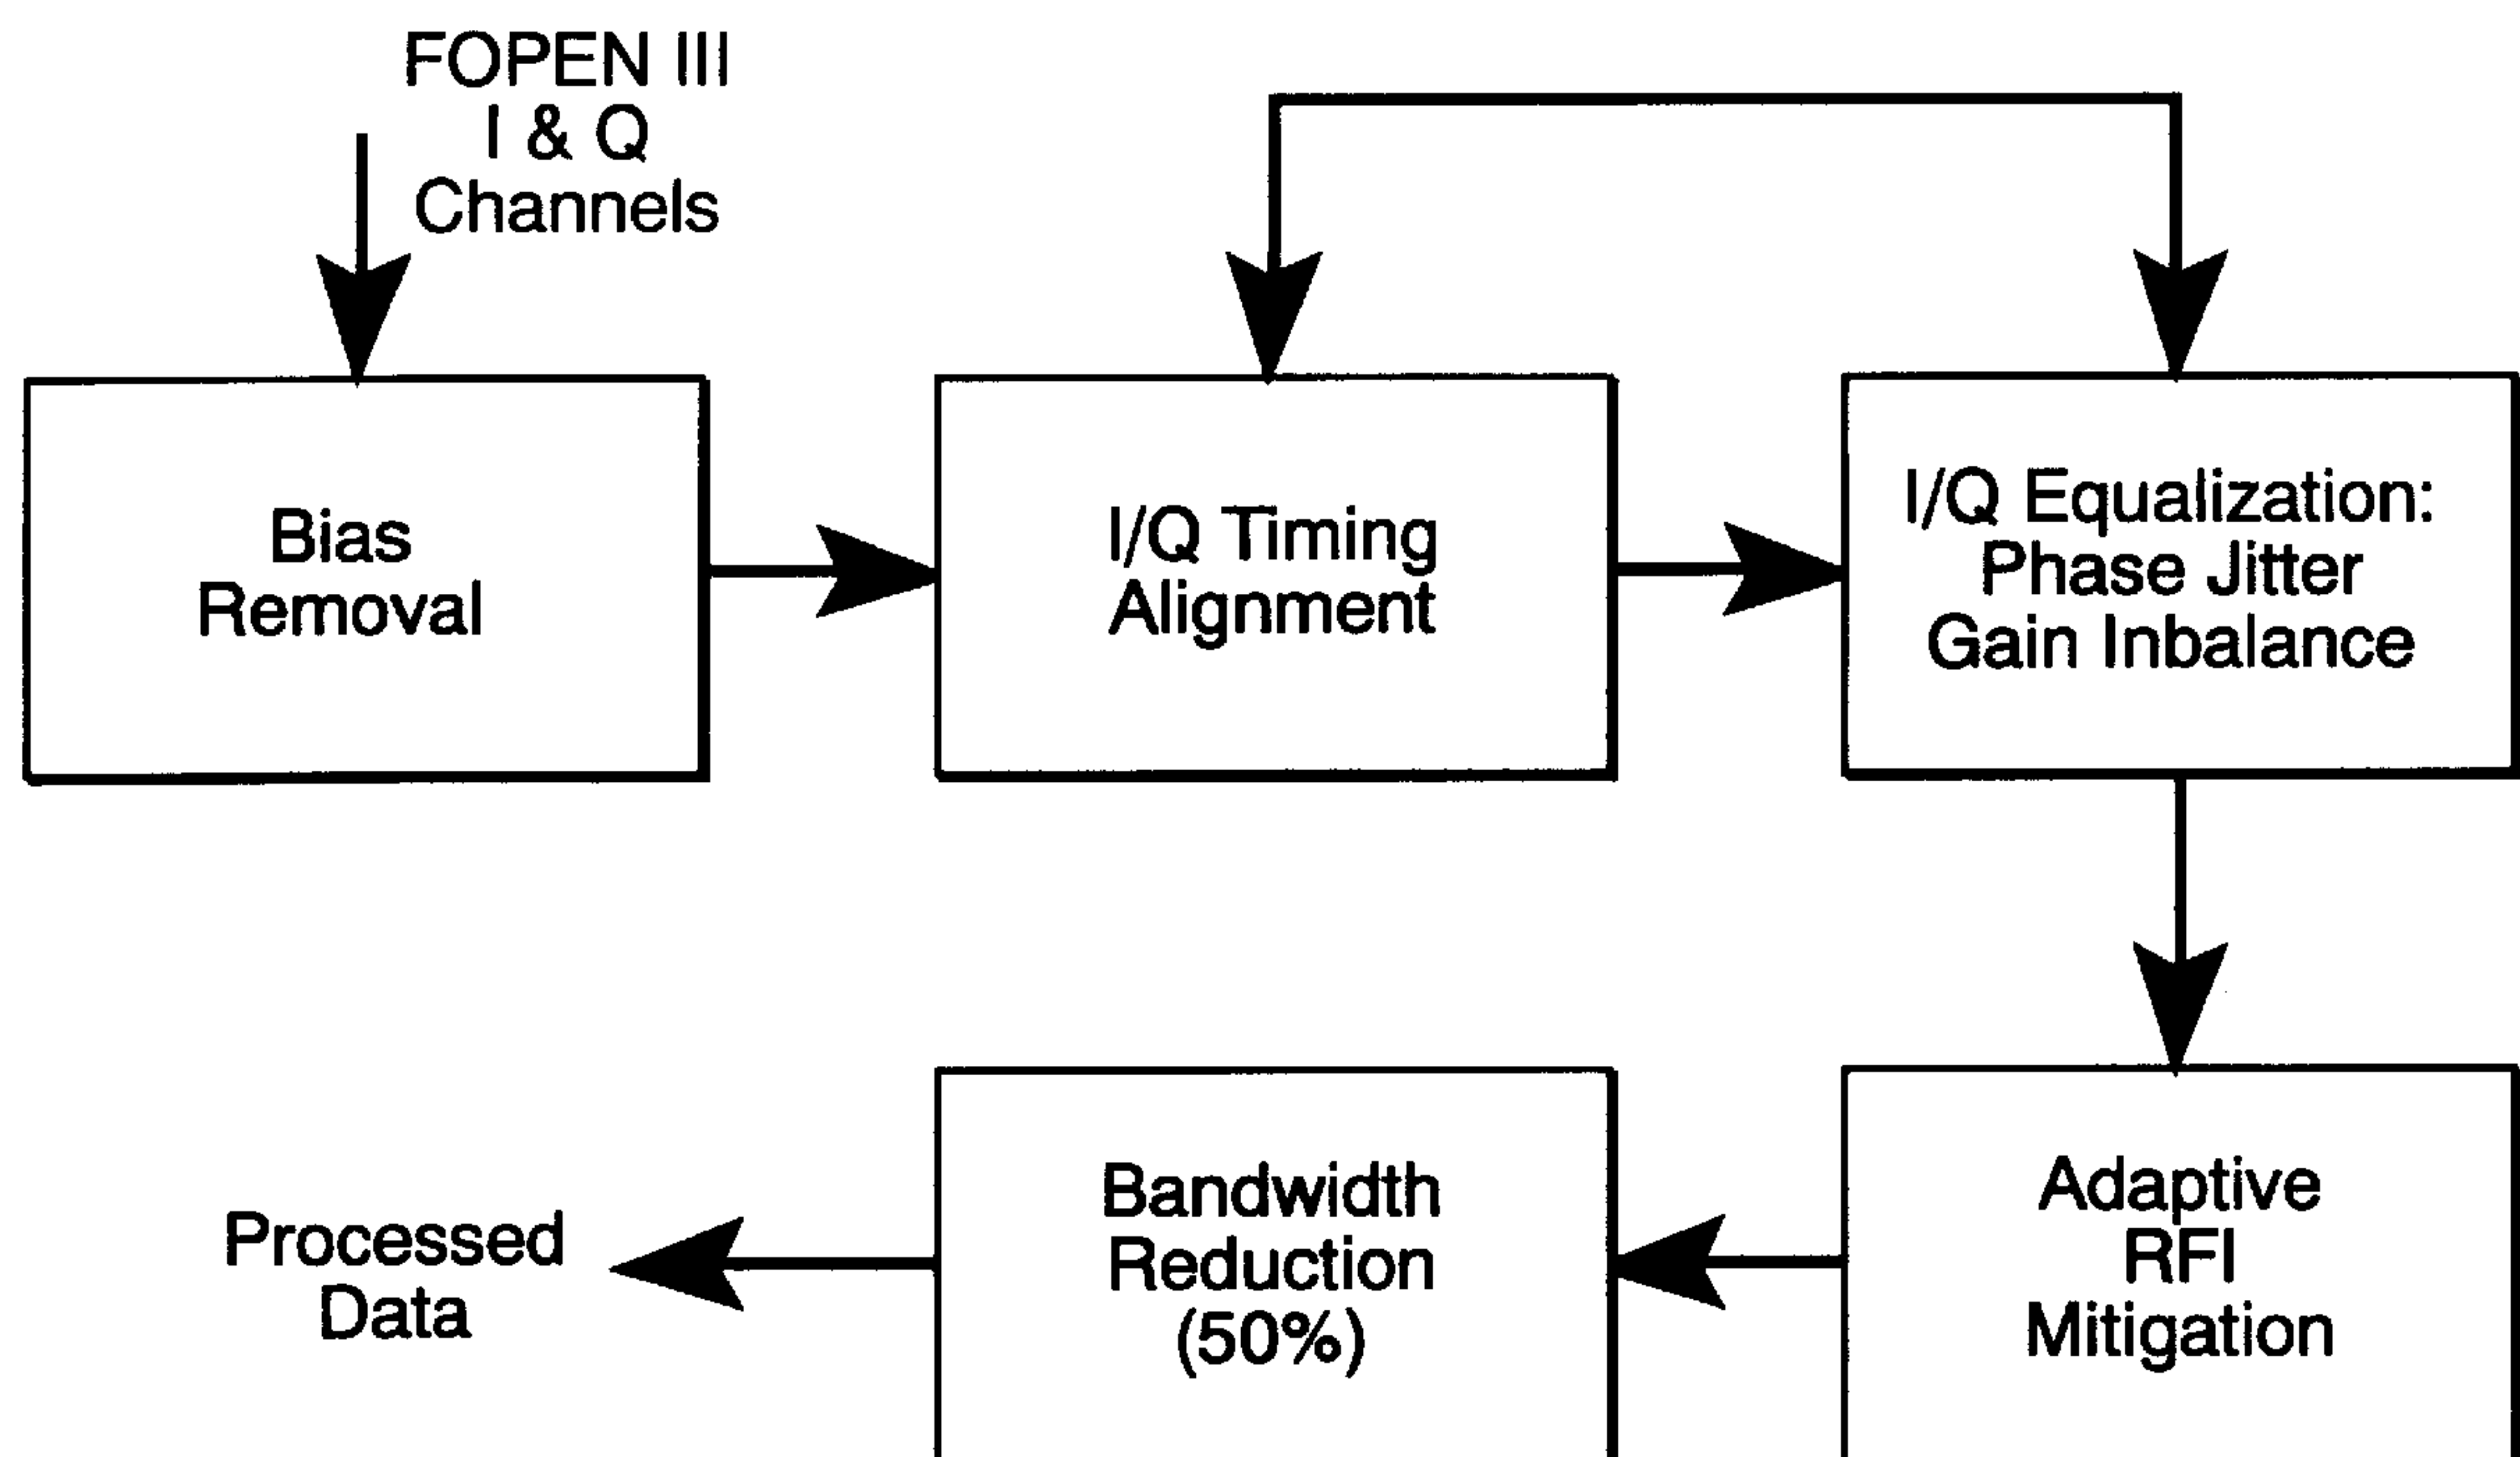 FOPEN III
I & Q
Channels
Bias
Removal
I/Q Timing
Alignment
I/Q Equalization:
Phase Jitter
Gain Inbalance
Processed
Data
Bandwidth
Reduction
(50%)
Adaptive
RFI
Mitigation